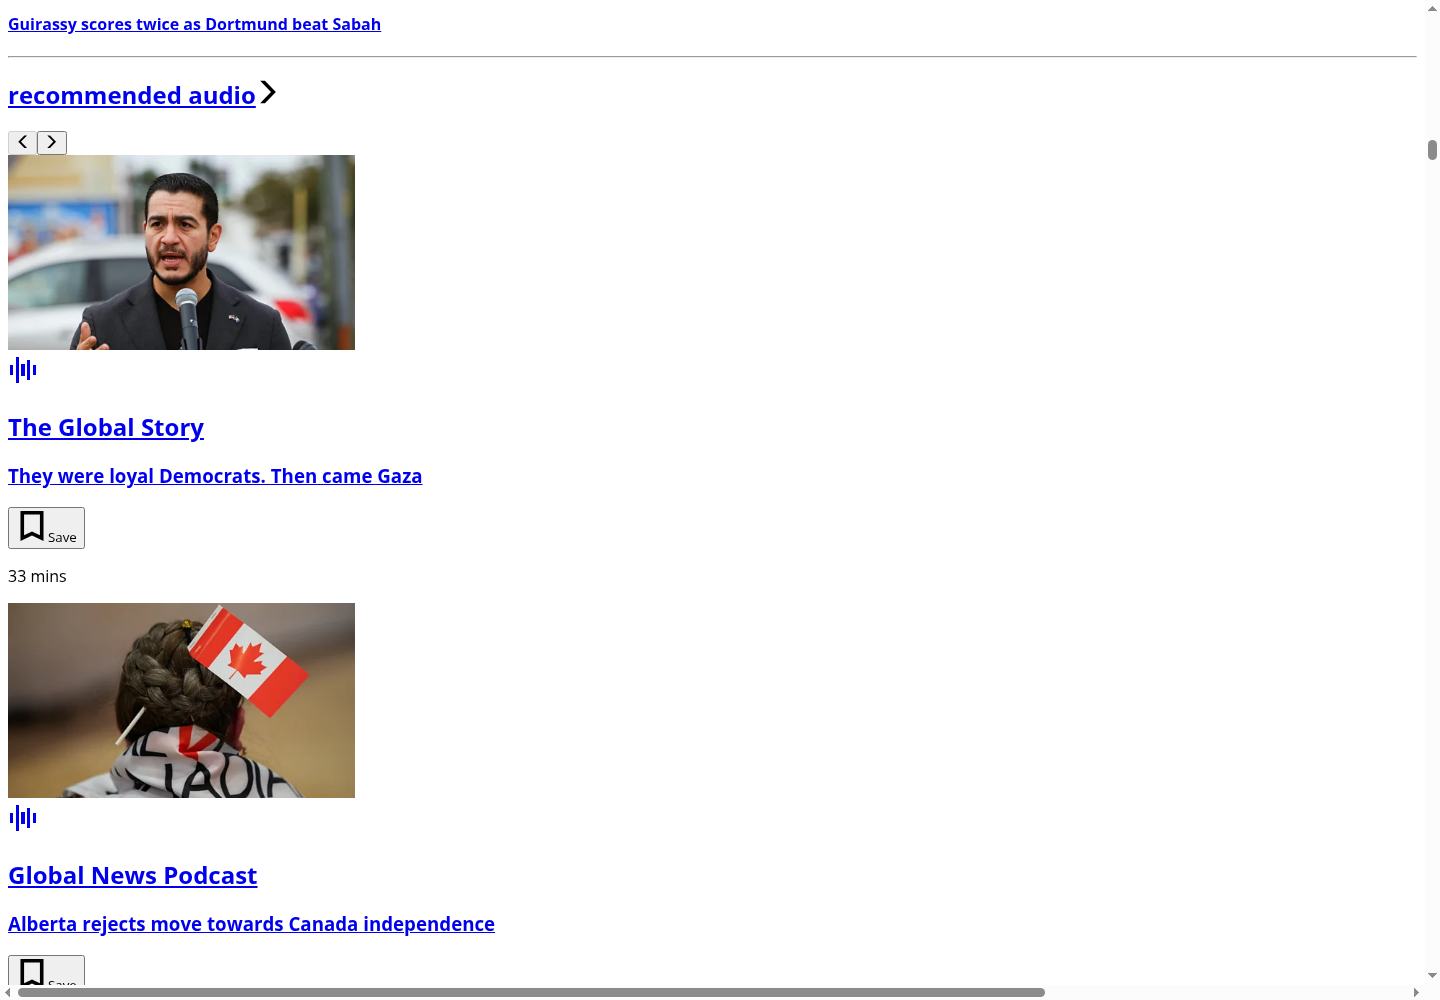 Guirassy scores twice as Dortmund beat Sabah
recommended audio
The Global Story
They were loyal Democrats. Then came Gaza
Save
33 mins
Global News Podcast
Alberta rejects move towards Canada independence
Save